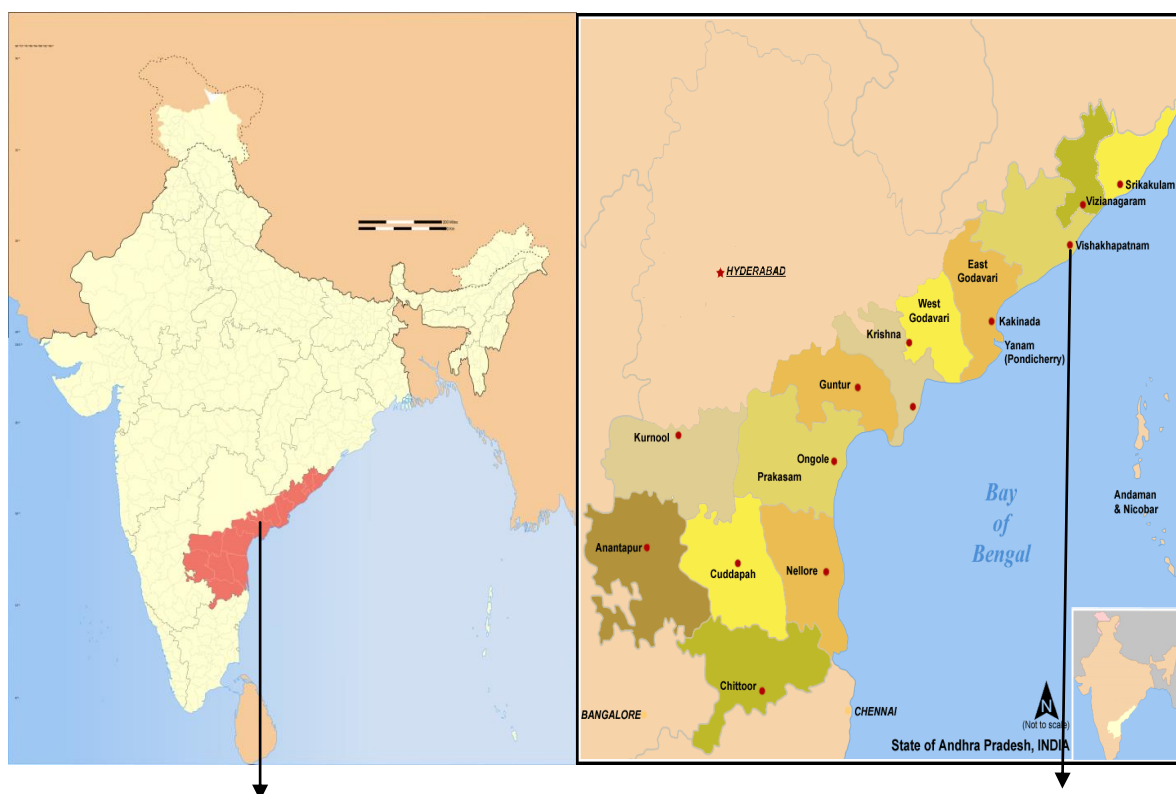 Srikakulam
Vizianagaram
Vishakhapatnam
HYDERABAD
East
Godavari
West
Godavari
Krishna
Kakinada
Yanam
(Pondicherry)
Guntur
Kurnool
Ongole
Prakasam
Bay
of
Bengal
Andaman
& Nicobar
Anantapur
Cuddapah
Nellore
Chittoor
N
(Not to scale)
BANGALORE
CHENNAI
State of Andhra Pradesh, INDIA